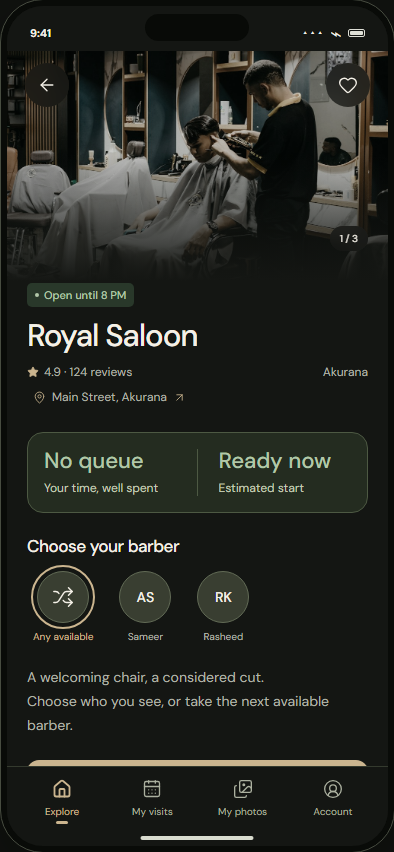 9:41
1 / 3
Open until 8 PM
Royal Saloon
4.9 · 124 reviews
Akurana
Main Street, Akurana
No queue
Ready now
Your time, well spent
Estimated start
Choose your barber
AS
RK
Any available
Sameer
Rasheed
A welcoming chair, a considered cut.
Choose who you see, or take the next available
barber.
Explore
My visits
My photos
Account